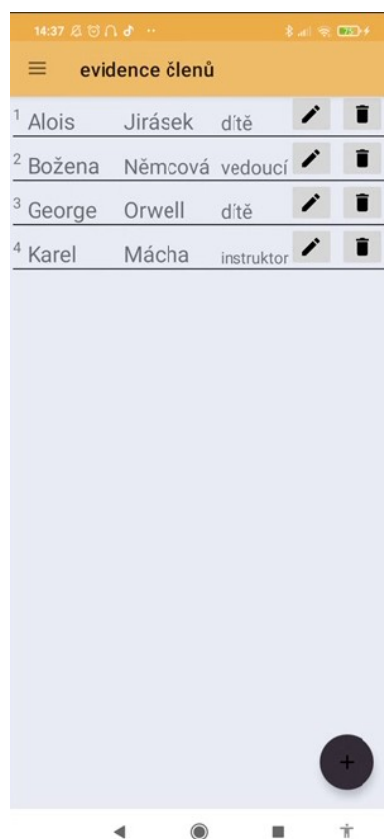 14:37
evidence členů
1 Alois Jirásek dítě
2 Božena Němcová vedoucí
3 George Orwell dítě
4 Karel Mácha instruktor
+